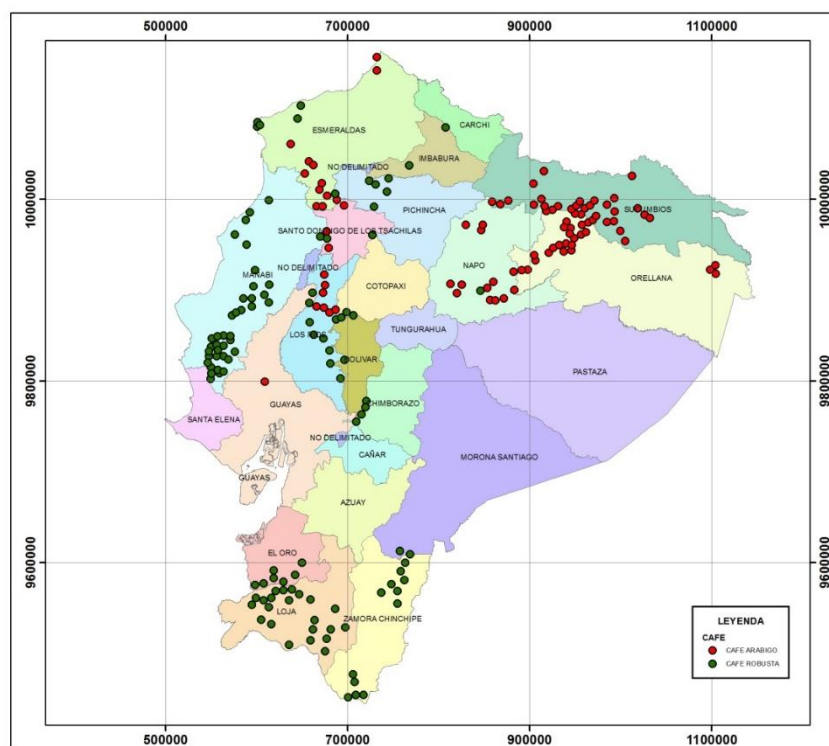 500000 700000 900000 1100000
CARCHI
ESMERALDAS
IMBABURA
NO DELIMITADO
10000000 10000000
PICHINCHA
SUCUMBIOS
SANTO DOMINGO DE LOS TSACHILAS
NAPO
NO DELIMITADO
MANABI
ORELLANA
COTOPAXI
TUNGURAHUA
LOS RIOS
BOLIVAR
PASTAZA
9800000 9800000
GUAYAS
CHIMBORAZO
SANTA ELENA
NO DELIMITADO
CAÑAR
MORONA SANTIAGO
GUAYAS
AZUAY
EL ORO
9600000 9600000
LOJA
ZAMORA CHINCHIPE
LEYENDA
CAFE
CAFE ARABIGO
CAFE ROBUSTA
500000 700000 900000 1100000